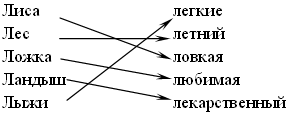 Лиса легкие
Лес летний
Ложка ловкая
Ландыш любимая
Лыжи лекарственный